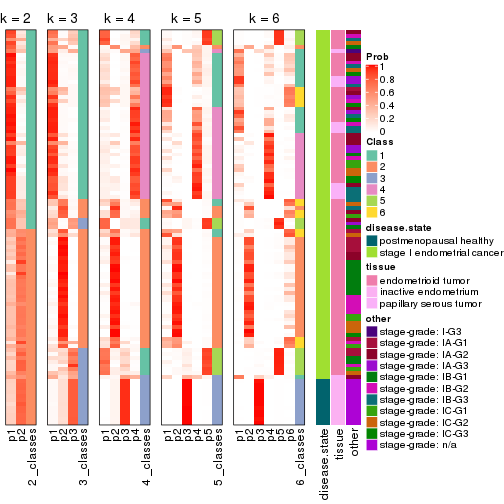 k = 2 k = 3 k = 4 k = 5 k = 6
Prob
1
0.8
0.6
0.4
0.2
0
Class
1
2
3
4
5
6
disease.state
postmenopausal healthy
stage I endometrial cancer
tissue
endometrioid tumor
inactive endometrium
papillary serous tumor
other
stage-grade: I-G3
stage-grade: IA-G1
stage-grade: IA-G2
stage-grade: IA-G3
stage-grade: IB-G1
stage-grade: IB-G2
stage-grade: IB-G3
stage-grade: IC-G1
stage-grade: IC-G2
stage-grade: IC-G3
stage-grade: n/a
p1
p2
2_classes
p1
p2
p3
3_classes
p1
p2
p3
p4
4_classes
p1
p2
p3
p4
p5
5_classes
p1
p2
p3
p4
p5
p6
6_classes
disease.state
tissue
other